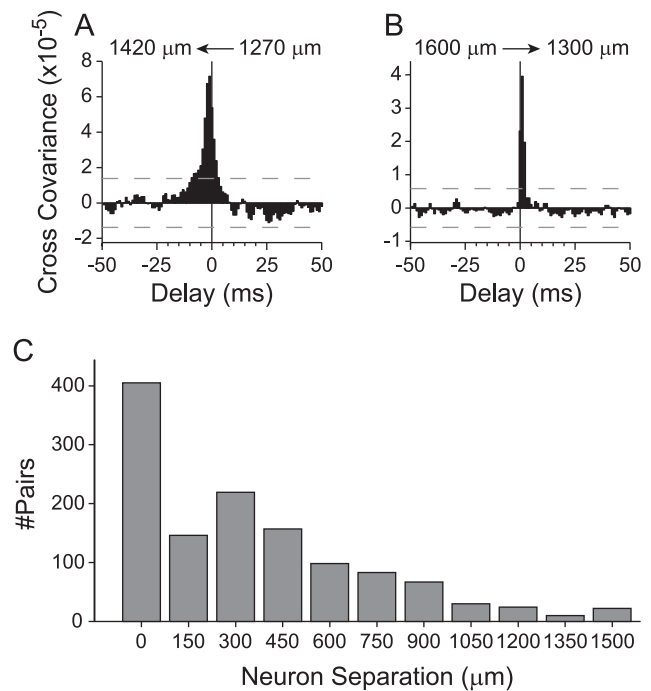 A
1420 μm ← 1270 μm
B
1600 μm → 1300 μm
Cross Covariance (x10-5)
8
6
4
2
0
-2
-50 -25 0 25 50
Delay (ms)
4
3
2
1
0
-1
-50 -25 0 25 50
Delay (ms)
C
#Pairs
400
300
200
100
0
0 150 300 450 600 750 900 1050 1200 1350 1500
Neuron Separation (μm)